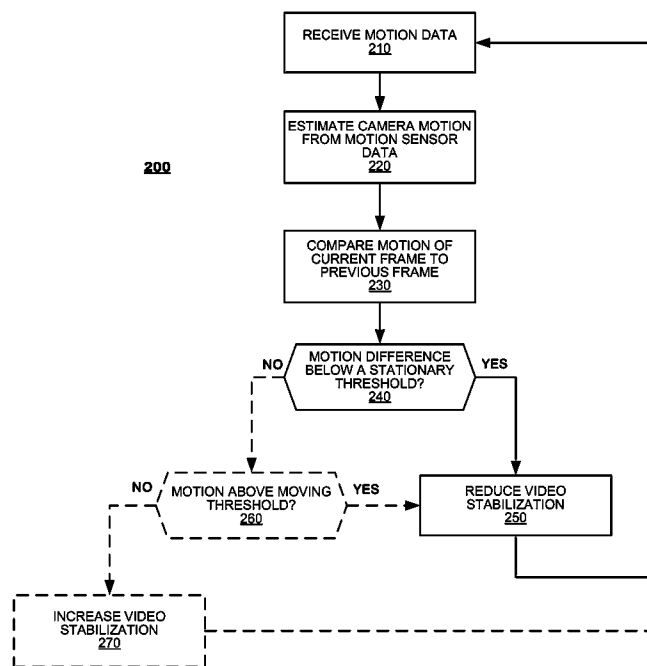 RECEIVE MOTION DATA
210
ESTIMATE CAMERA MOTION
FROM MOTION SENSOR
DATA
220
200
COMPARE MOTION OF
CURRENT FRAME TO
PREVIOUS FRAME
230
NO
MOTION DIFFERENCE
BELOW A STATIONARY
THRESHOLD?
240
YES
NO
MOTION ABOVE MOVING
THRESHOLD?
260
YES
REDUCE VIDEO
STABILIZATION
250
INCREASE VIDEO
STABILIZATION
270